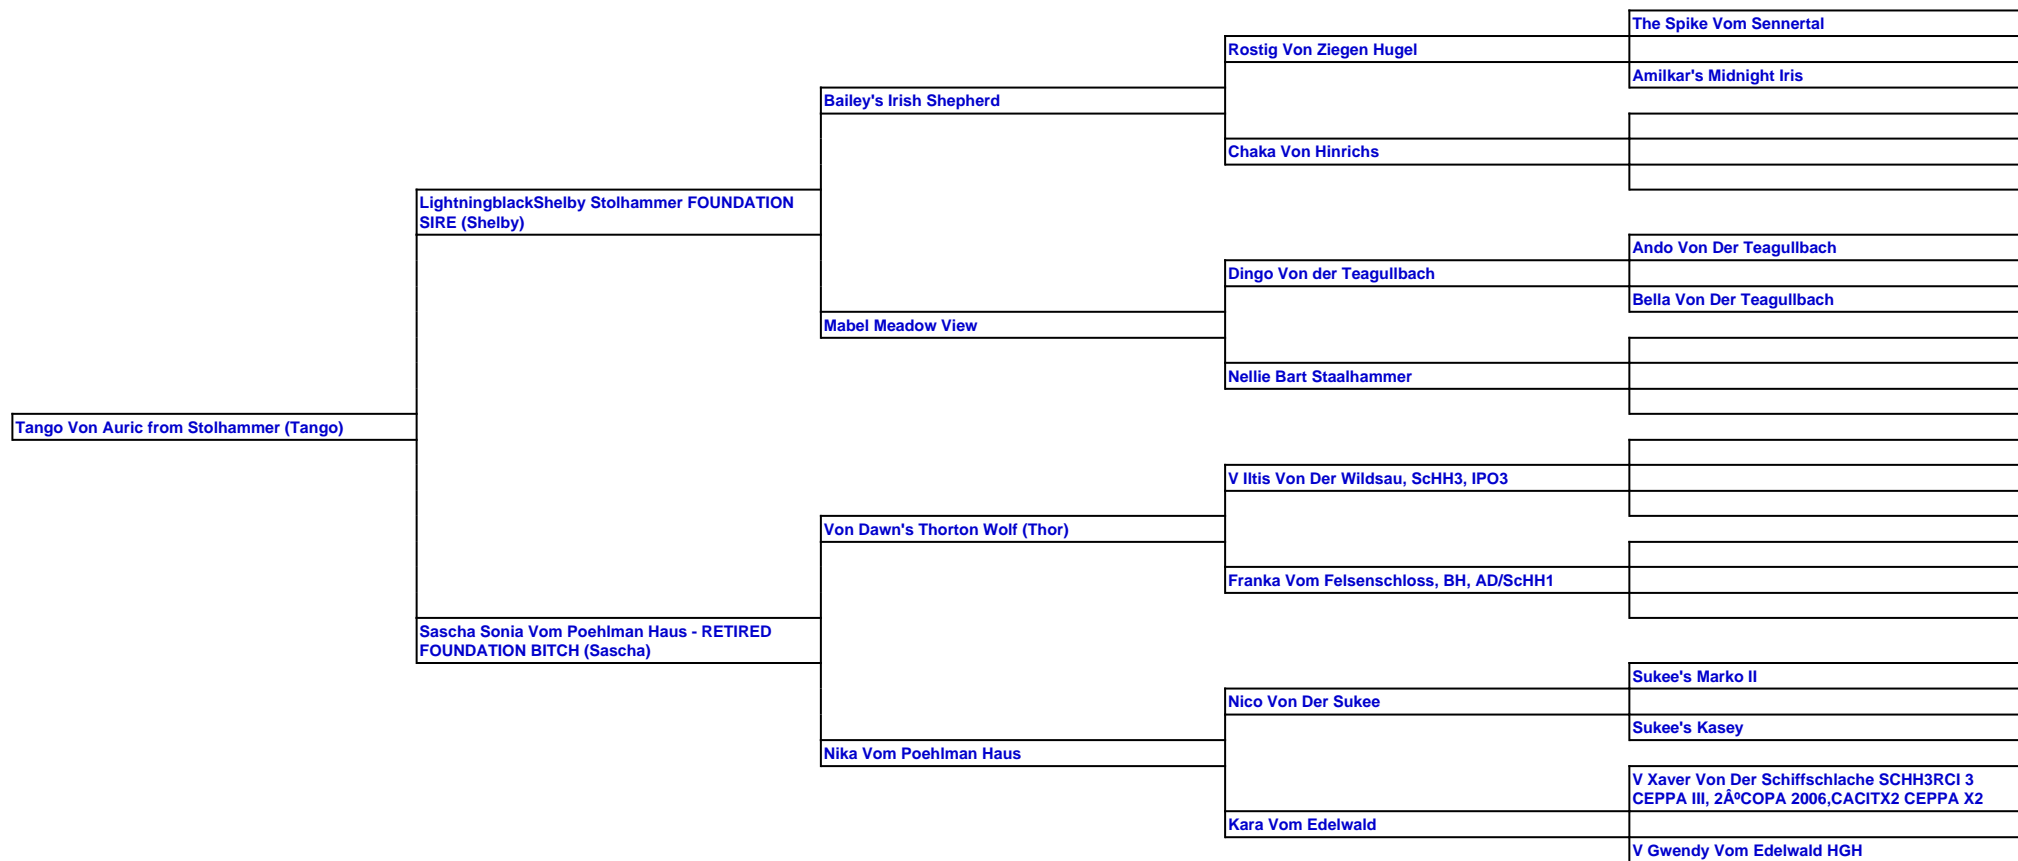 The Spike Vom Sennertal
Rostig Von Ziegen Hugel
Amilkar's Midnight Iris
Bailey's Irish Shepherd
Chaka Von Hinrichs
LightningblackShelby Stolhammer FOUNDATION
SIRE (Shelby)
Ando Von Der Teagullbach
Dingo Von der Teagullbach
Bella Von Der Teagullbach
Mabel Meadow View
Nellie Bart Staalhammer
Tango Von Auric from Stolhammer (Tango)
V Iltis Von Der Wildsau, ScHH3, IPO3
Von Dawn's Thorton Wolf (Thor)
Franka Vom Felsenschloss, BH, AD/ScHH1
Sascha Sonia Vom Poehlman Haus - RETIRED
FOUNDATION BITCH (Sascha)
Sukee's Marko II
Nico Von Der Sukee
Sukee's Kasey
Nika Vom Poehlman Haus
V Xaver Von Der Schiffschlache SCHH3RCI 3
CEPPA III, 2ÂºCOPA 2006,CACITX2 CEPPA X2
Kara Vom Edelwald
V Gwendy Vom Edelwald HGH